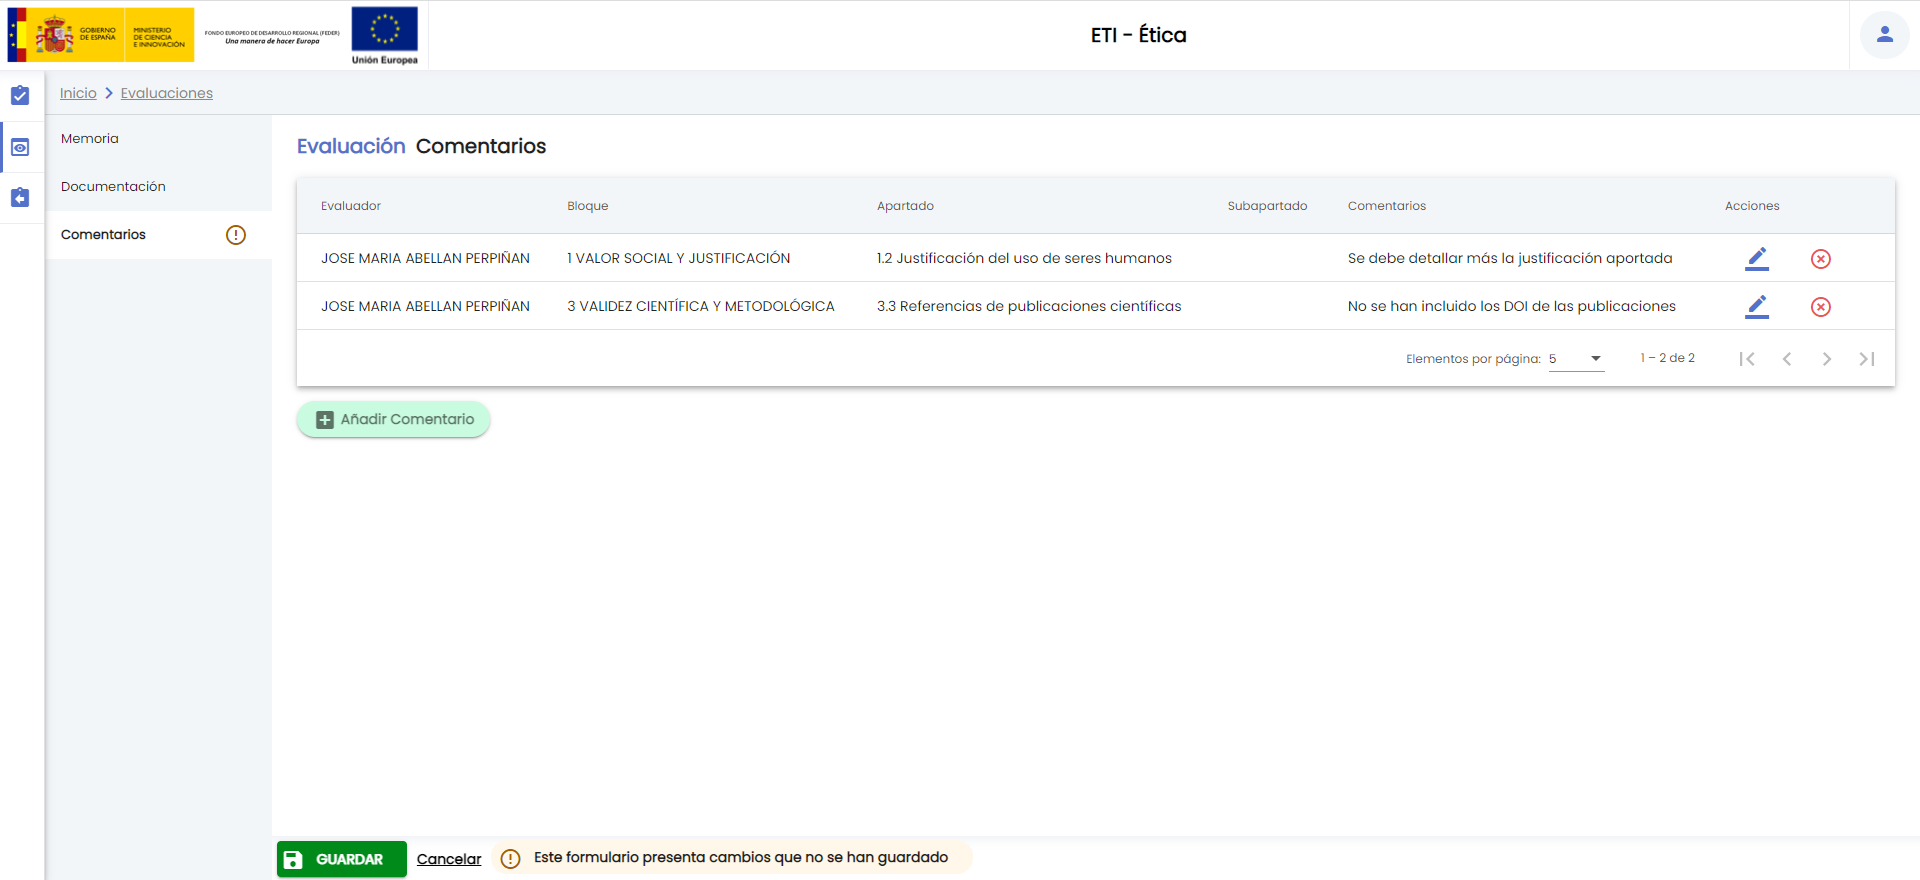 GOBIERNO
DE ESPAÑA
MINISTERIO
DE CIENCIA
E INNOVACIÓN
FONDO EUROPEO DE DESARROLLO REGIONAL (FEDER)
Una manera de hacer Europa
Unión Europea
ETI - Ética
Inicio Evaluaciones
Memoria
Documentación
Comentarios
Evaluación Comentarios
Evaluador Bloque Apartado Subapartado Comentarios Acciones
JOSE MARIA ABELLAN PERPIÑAN 1 VALOR SOCIAL Y JUSTIFICACIÓN 1.2 Justificación del uso de seres humanos Se debe detallar más la justificación aportada
JOSE MARIA ABELLAN PERPIÑAN 3 VALIDEZ CIENTÍFICA Y METODOLÓGICA 3.3 Referencias de publicaciones científicas No se han incluido los DOI de las publicaciones
Elementos por página: 5 1 – 2 de 2
Añadir Comentario
GUARDAR Cancelar Este formulario presenta cambios que no se han guardado